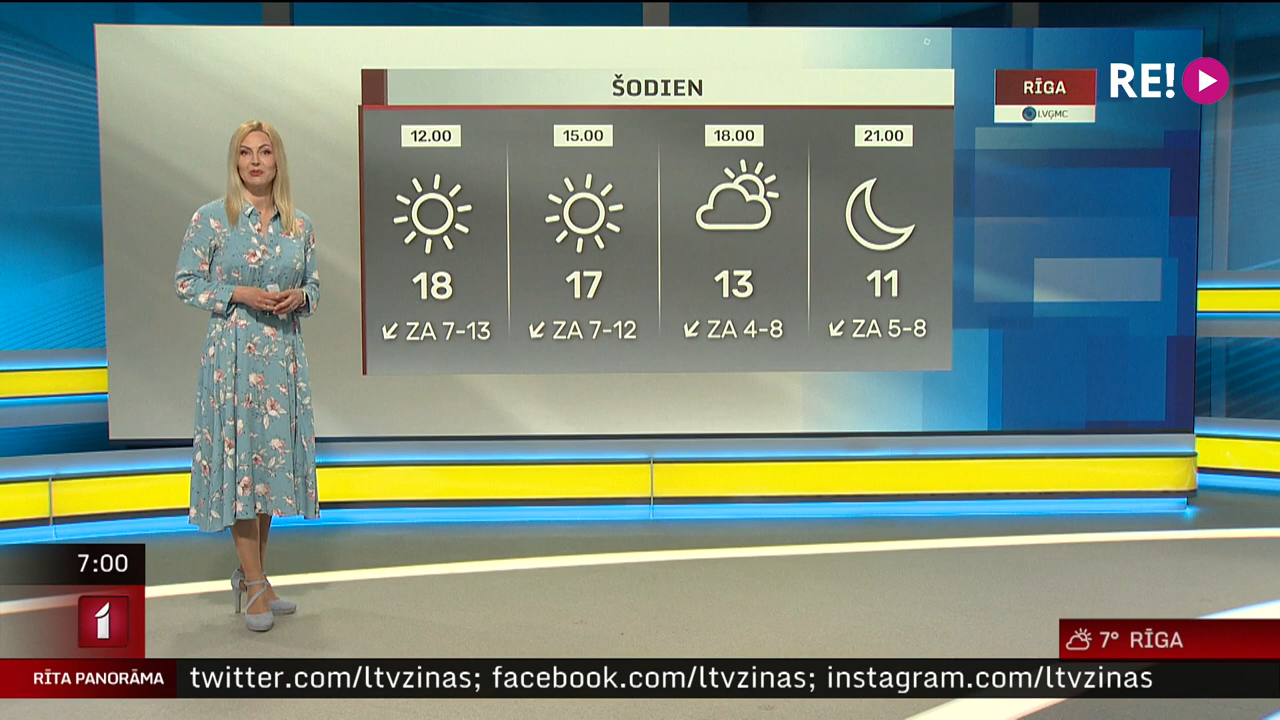 ŠODIEN
RĪGA
LVĢMC
RE!
12.00
15.00
18.00
21.00
18
17
13
11
ZA 7-13
ZA 7-12
ZA 4-8
ZA 5-8
7:00
1
7° RĪGA
RĪTA PANORĀMA
twitter.com/ltvzinas; facebook.com/ltvzinas; instagram.com/ltvzinas